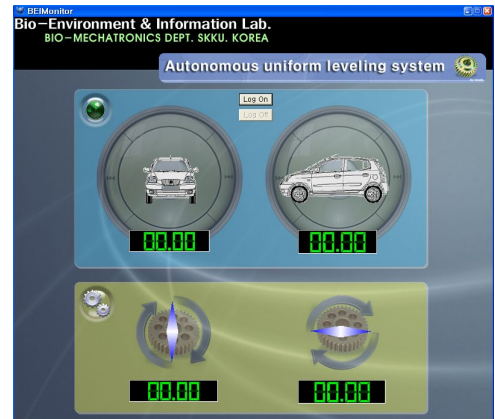 BEIMonitor
Bio-Environment & Information Lab.
BIO-MECHATRONICS DEPT. SKKU. KOREA
Autonomous uniform leveling system
Log On
Log Off
00.00
00.00
00.00
00.00